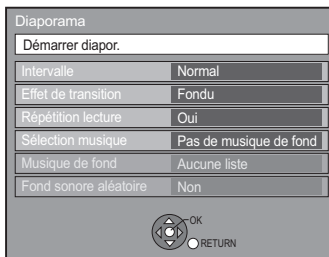 Diaporama
Démarrer diapor.
Intervalle Normal
Effet de transition Fondu
Répétition lecture Oui
Sélection musique Pas de musique de fond
Musique de fond Aucune liste
Fond sonore aléatoire Non
OK
RETURN